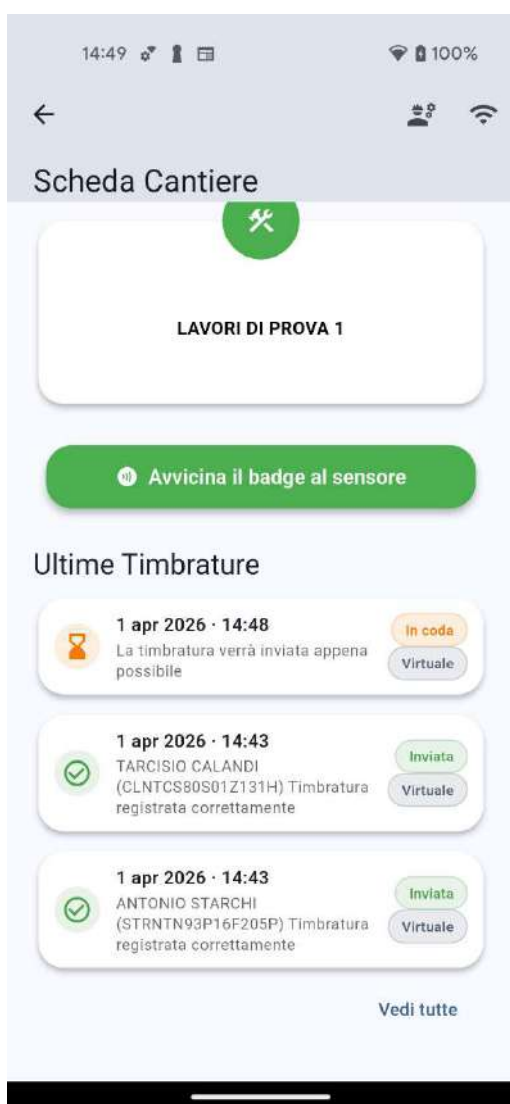 14:49 100%
Scheda Cantiere
LAVORI DI PROVA 1
Avvicina il badge al sensore
Ultime Timbrature
1 apr 2026 · 14:48
La timbratura verrà inviata appena
possibile
In coda
Virtuale
1 apr 2026 · 14:43
TARCISIO CALANDI
(CLNTCS80S01Z131H) Timbratura
registrata correttamente
Inviata
Virtuale
1 apr 2026 · 14:43
ANTONIO STARCHI
(STRNTN93P16F205P) Timbratura
registrata correttamente
Inviata
Virtuale
Vedi tutte